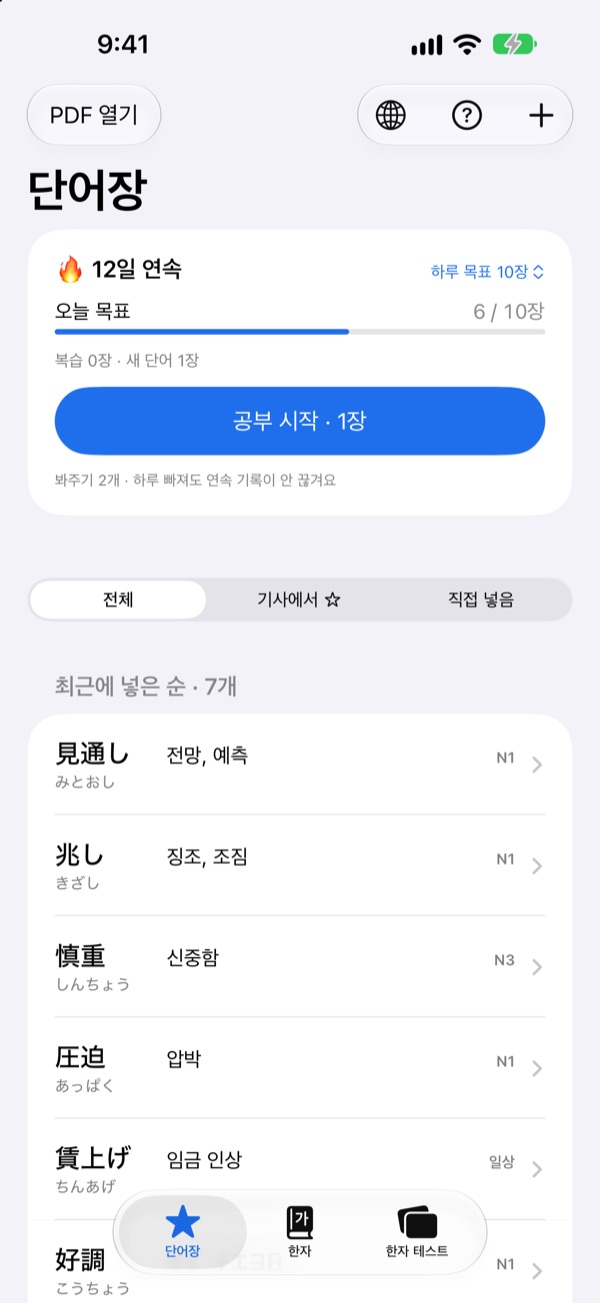 9:41
PDF 열기
단어장
12일 연속
하루 목표 10장
오늘 목표
6 / 10장
복습 0장 · 새 단어 1장
공부 시작 · 1장
봐주기 2개 · 하루 빠져도 연속 기록이 안 끊겨요
전체
기사에서 ☆
직접 넣음
최근에 넣은 순 · 7개
見通し 전망, 예측 N1
みとおし
兆し 징조, 조짐 N1
きざし
慎重 신중함 N3
しんちょう
圧迫 압박 N1
あっぱく
賃上げ 임금 인상 일상
ちんあげ
好調 N1
こうちょう
가
단어장
한자
한자 테스트